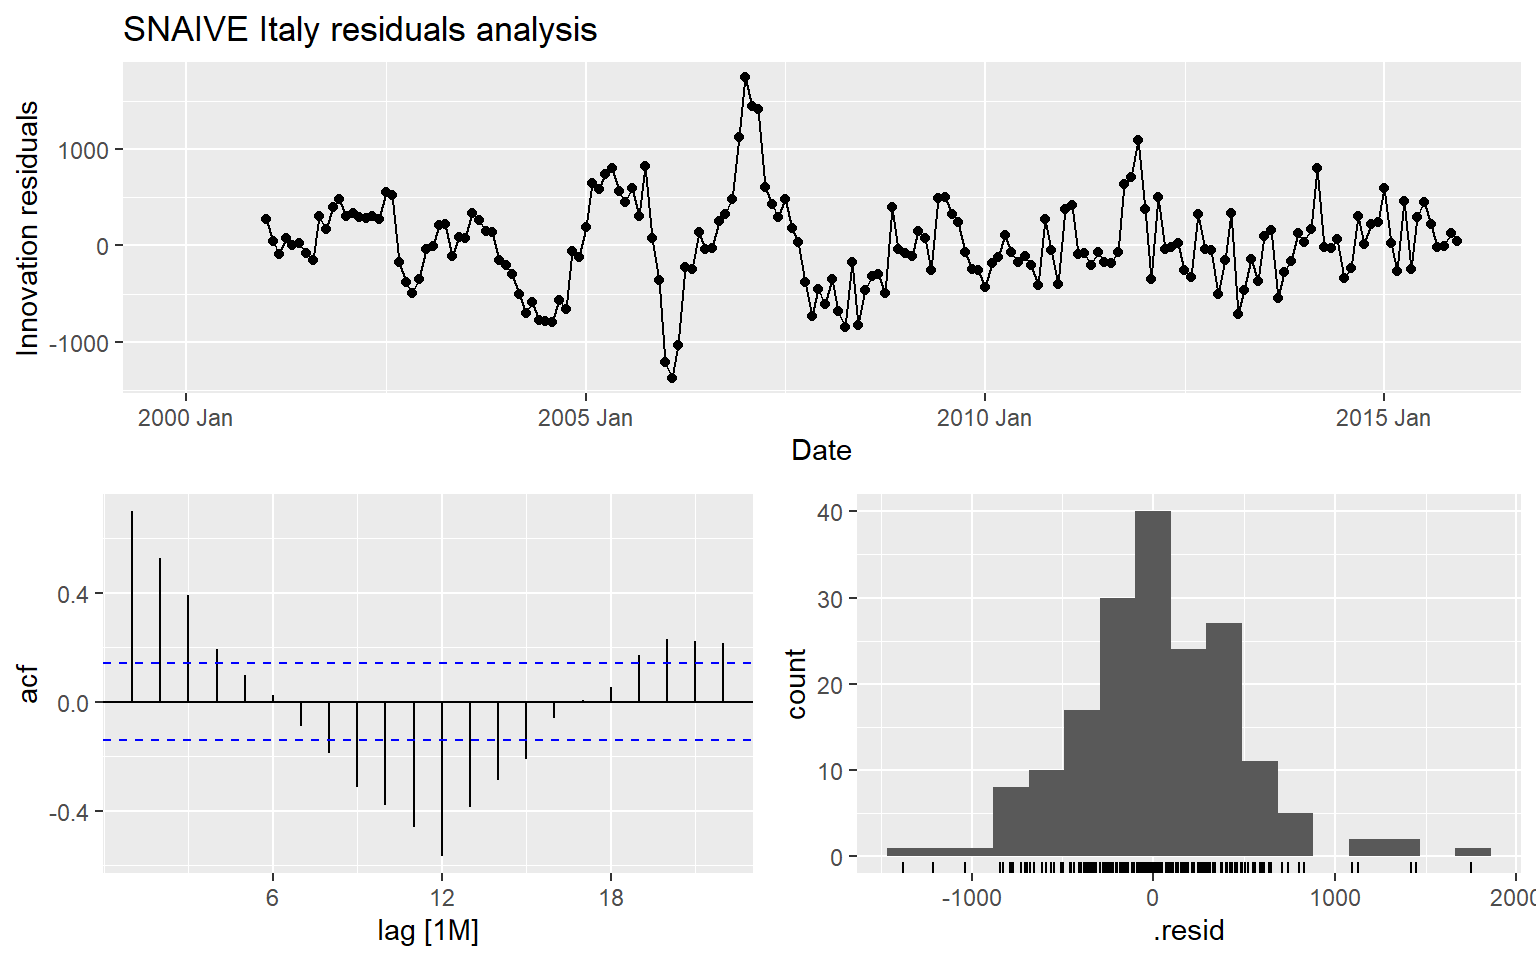 SNAIVE Italy residuals analysis
Innovation residuals
1000
0
-1000
2000 Jan
2005 Jan
2010 Jan
2015 Jan
Date
acf
0.4
0.0
-0.4
6
12
18
lag [1M]
count
40
30
20
10
0
-1000
0
1000
2000
.resid